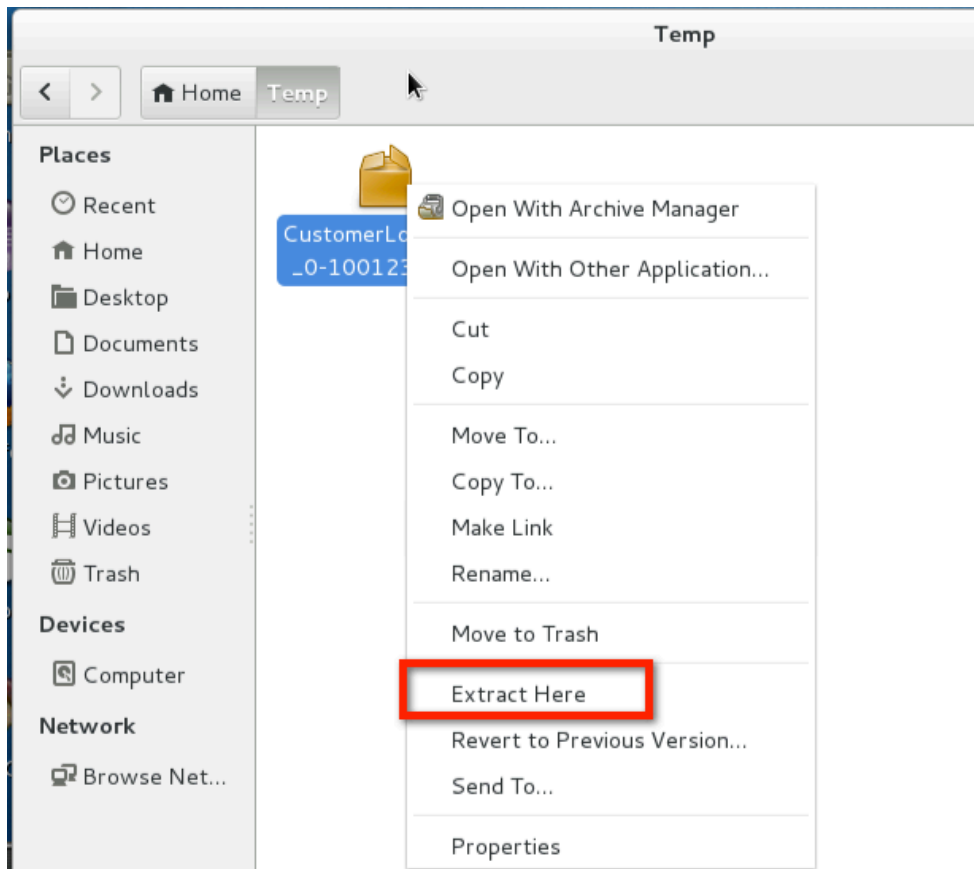 Temp
Home Temp
Places
Recent
Home
Desktop
Documents
Downloads
Music
Pictures
Videos
Trash
Devices
Computer
Network
Browse Net...
CustomerLo
_0-100123
Open With Archive Manager
Open With Other Application...
Cut
Copy
Move To...
Copy To...
Make Link
Rename...
Move to Trash
Extract Here
Revert to Previous Version...
Send To...
Properties